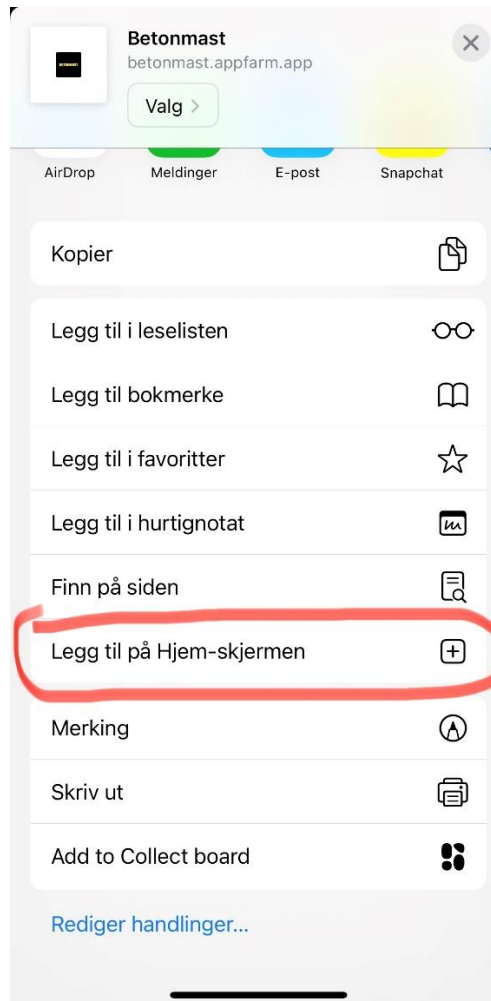 Betonmast
betonmast.appfarm.app
Valg
AirDrop Meldinger E-post Snapchat
Kopier
Legg til i leselisten
Legg til bokmerke
Legg til i favoritter
Legg til i hurtignotat
Finn på siden
Legg til på Hjem-skjermen
Merking
Skriv ut
Add to Collect board
Rediger handlinger...